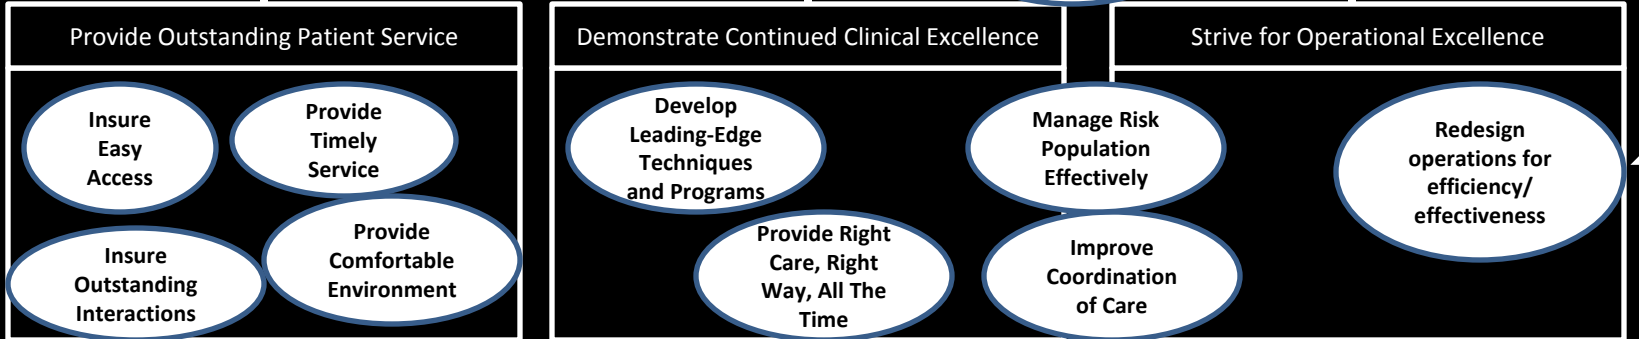 Provide Outstanding Patient Service
Demonstrate Continued Clinical Excellence
Strive for Operational Excellence
Insure
Easy
Access
Provide
Timely
Service
Insure
Outstanding
Interactions
Provide
Comfortable
Environment
Develop
Leading-Edge
Techniques
and Programs
Provide Right
Care, Right
Way, All The
Time
Manage Risk
Population
Effectively
Improve
Coordination
of Care
Redesign
operations for
efficiency/
effectiveness